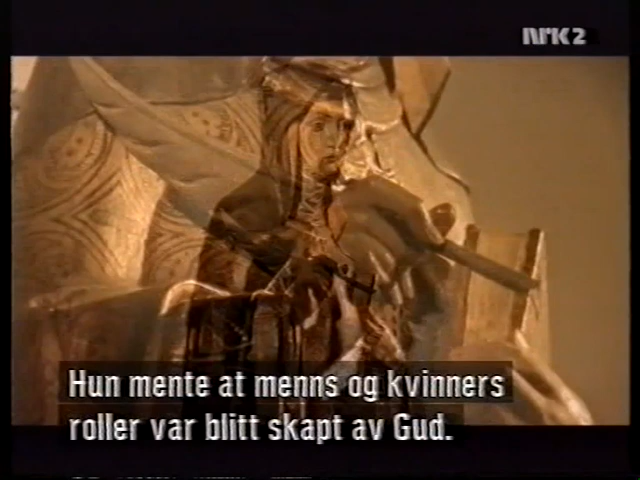 NRK2
Hun mente at menns og kvinners
roller var blitt skapt av Gud.